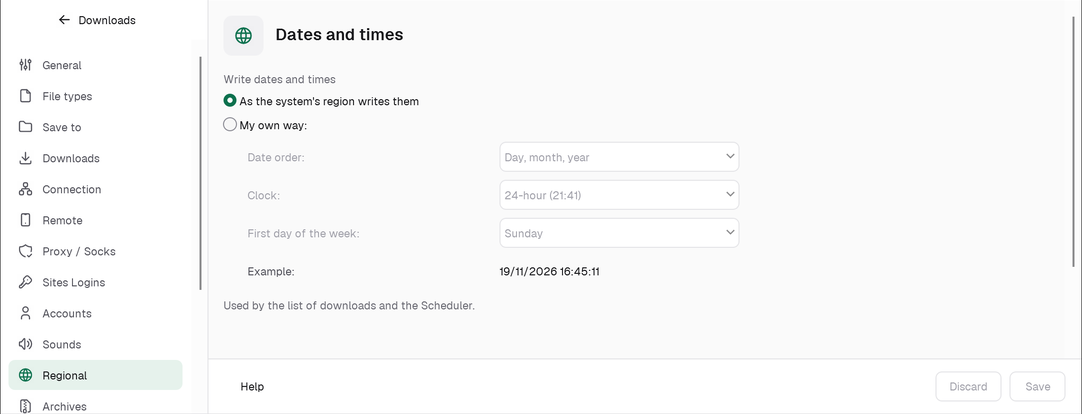 Downloads
General
File types
Save to
Downloads
Connection
Remote
Proxy / Socks
Sites Logins
Accounts
Sounds
Regional
Archives
Dates and times
Write dates and times
As the system's region writes them
My own way:
Date order: Day, month, year
Clock: 24-hour (21:41)
First day of the week: Sunday
Example: 19/11/2026 16:45:11
Used by the list of downloads and the Scheduler.
Help Discard Save